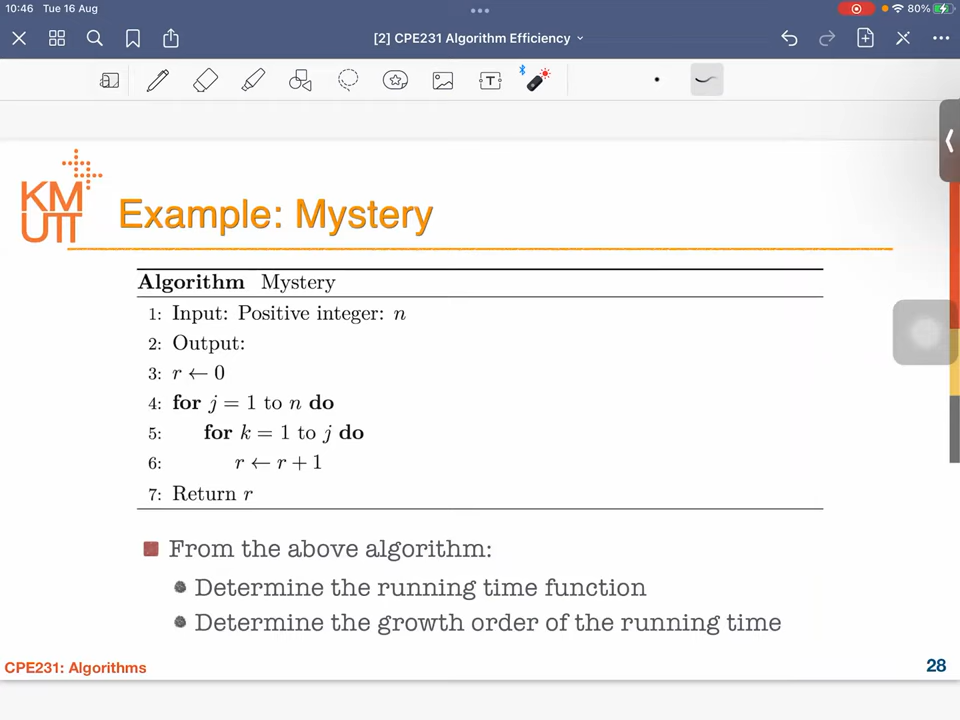 10:46 Tue 16 Aug
80%
[2] CPE231 Algorithm Efficiency
T
KM
UTT
Example: Mystery
Algorithm Mystery
1: Input: Positive integer: n
2: Output:
3: r ← 0
4: for j = 1 to n do
5: for k = 1 to j do
6: r ← r + 1
7: Return r
From the above algorithm:
Determine the running time function
Determine the growth order of the running time
CPE231: Algorithms
28